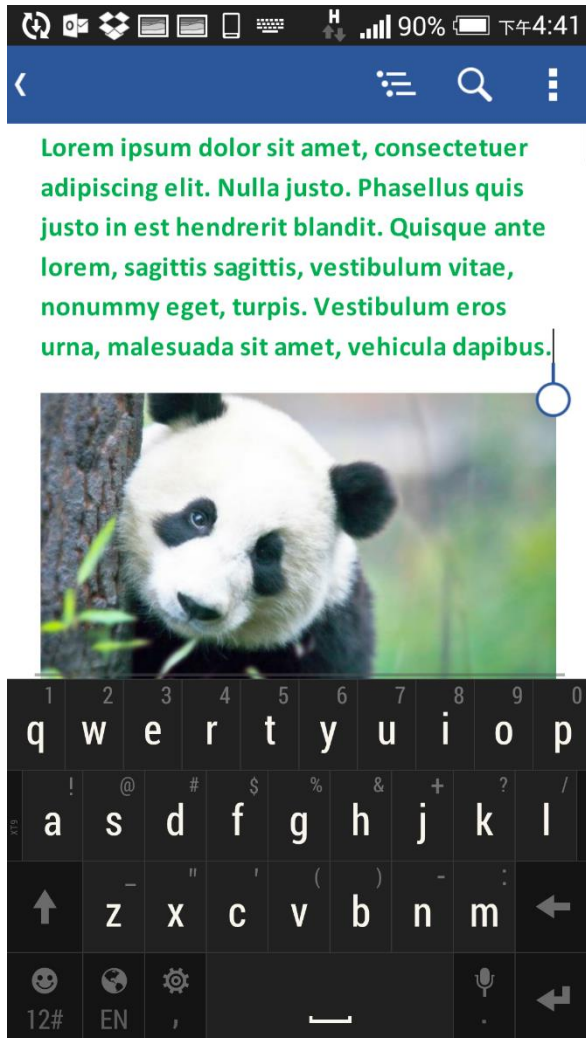 H
90% 下午4:41
Lorem ipsum dolor sit amet, consectetuer
adipiscing elit. Nulla justo. Phasellus quis
justo in est hendrerit blandit. Quisque ante
lorem, sagittis sagittis, vestibulum vitae,
nonummy eget, turpis. Vestibulum eros
urna, malesuada sit amet, vehicula dapibus.
1 2 3 4 5 6 7 8 9 0
q w e r t y u i o p
! @ # $ % & + ? /
XT9 a s d f g h j k l
_ " ' ( ) - :
z x c v b n m
12# EN , .